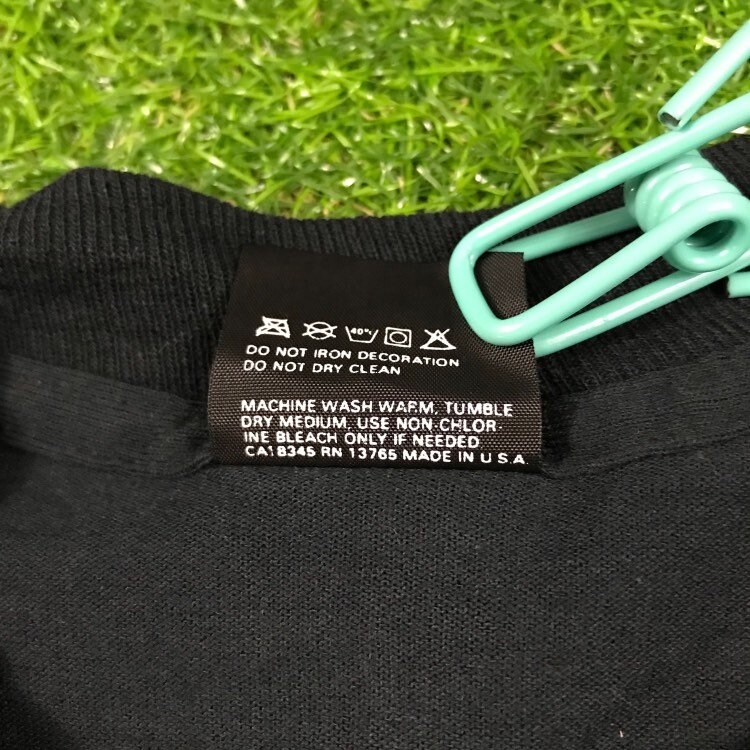 40°
DO NOT IRON DECORATION
DO NOT DRY CLEAN
MACHINE WASH WARM, TUMBLE
DRY MEDIUM, USE NON-CHLOR
INE BLEACH ONLY IF NEEDED
CA18345 RN 13765 MADE IN U.S.A.